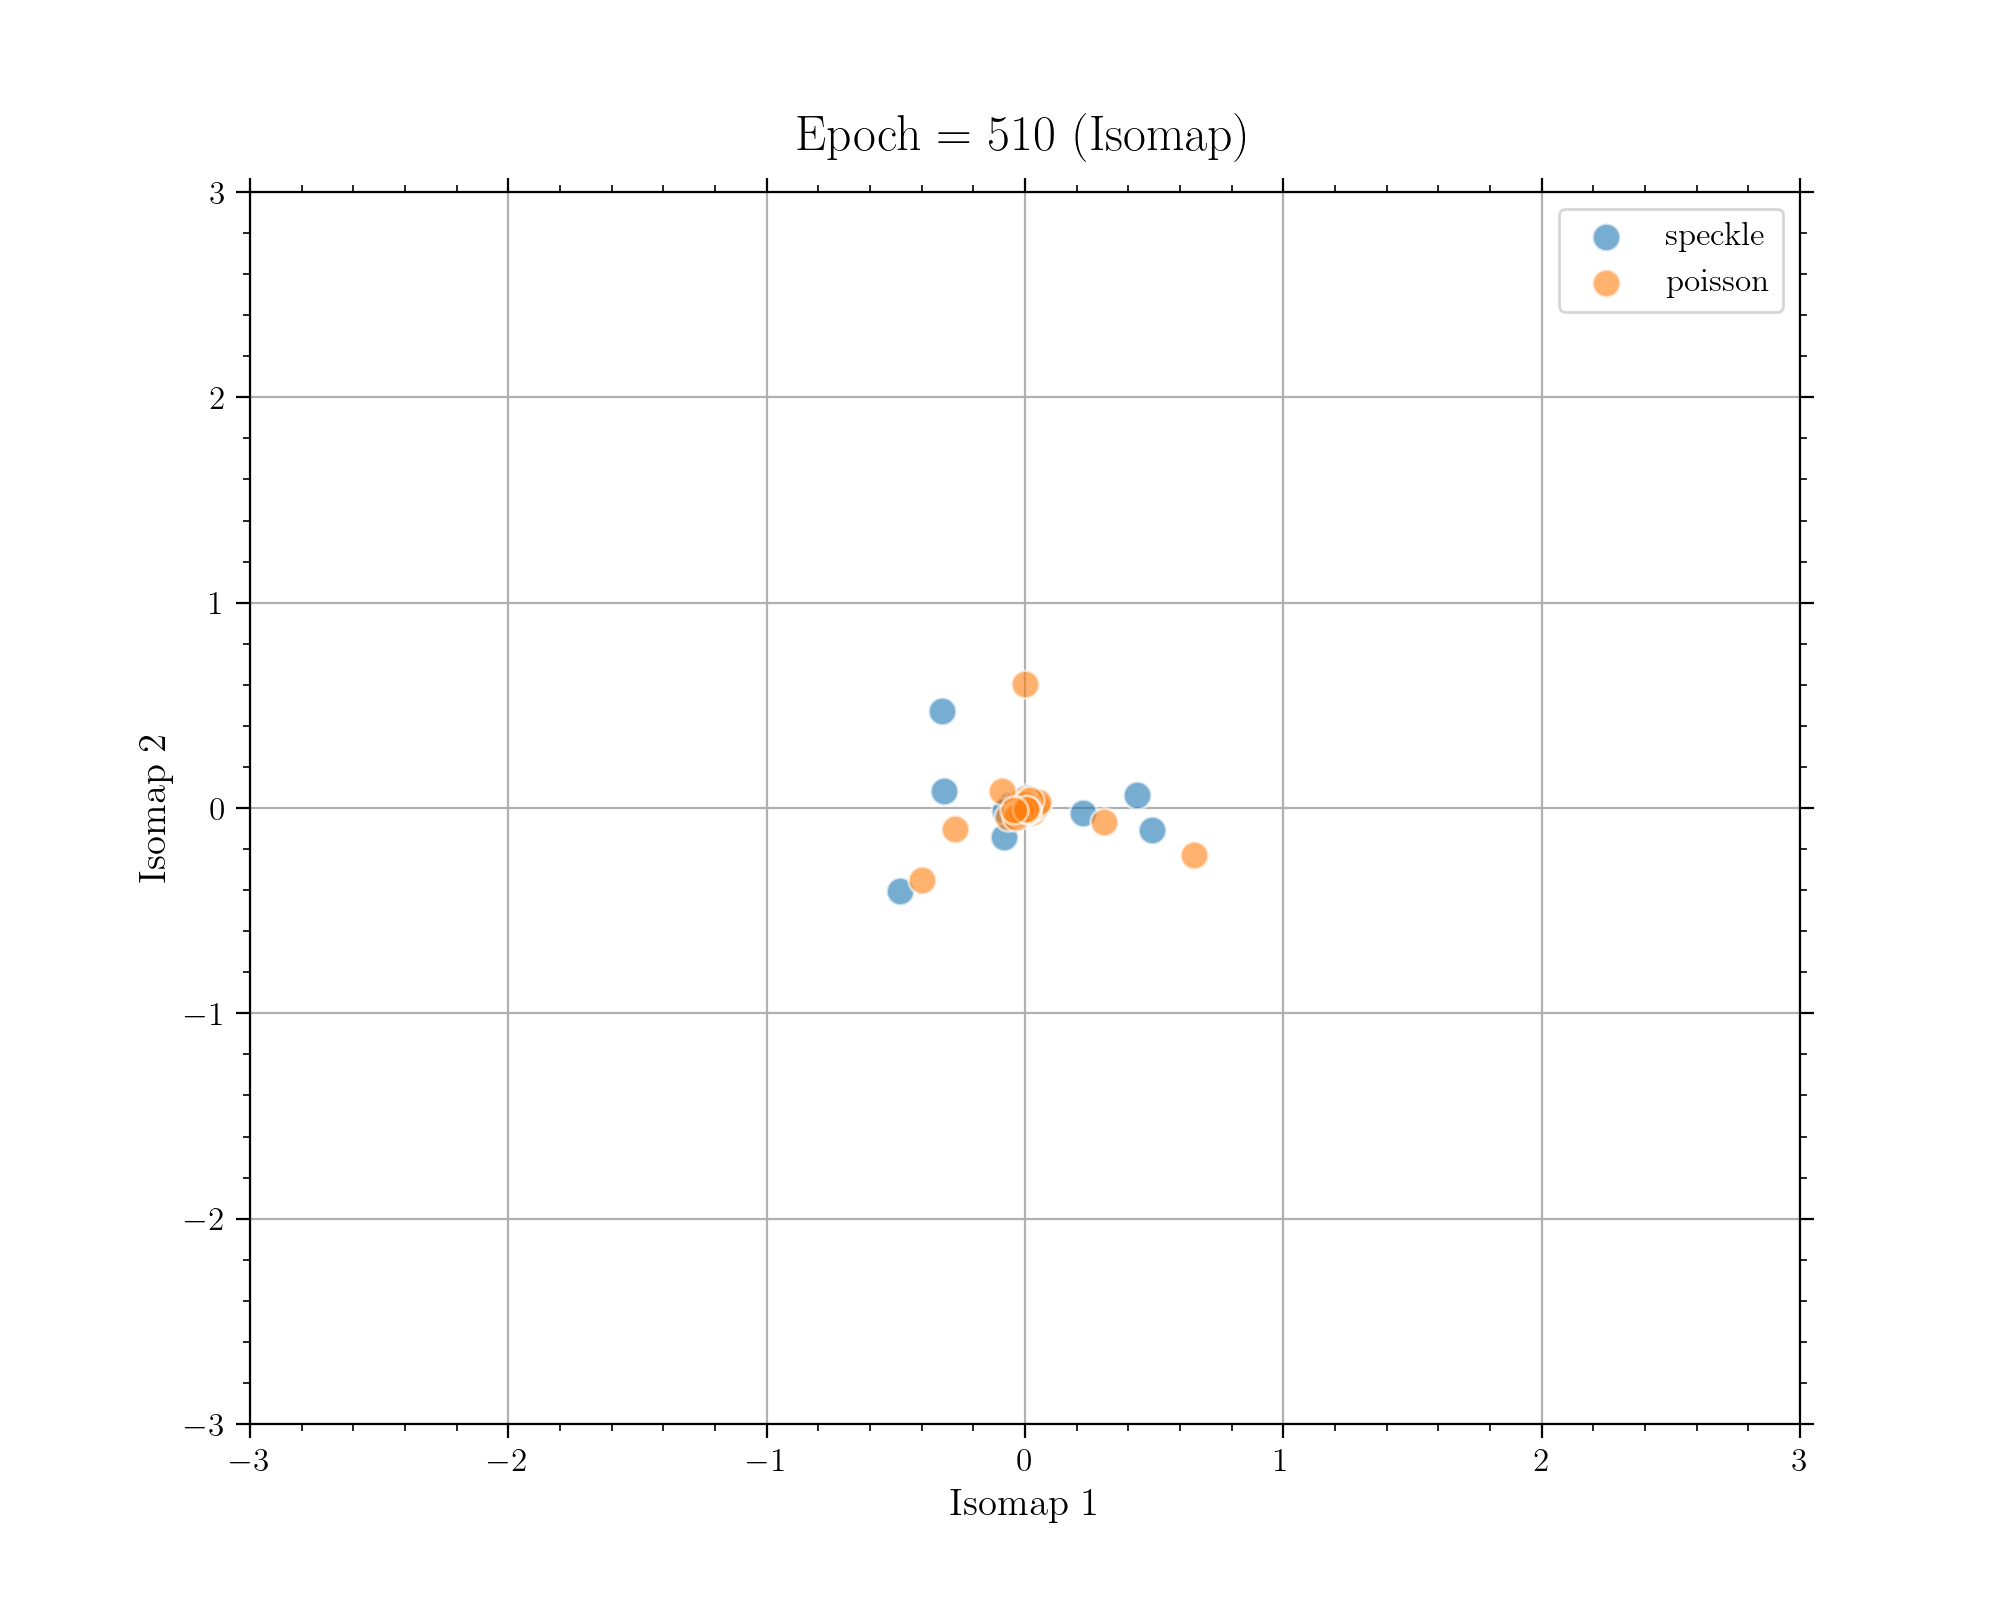 Epoch = 510 (Isomap)
speckle
poisson
3
2
1
0
−1
−2
−3
Isomap 2
−3 −2 −1 0 1 2 3
Isomap 1